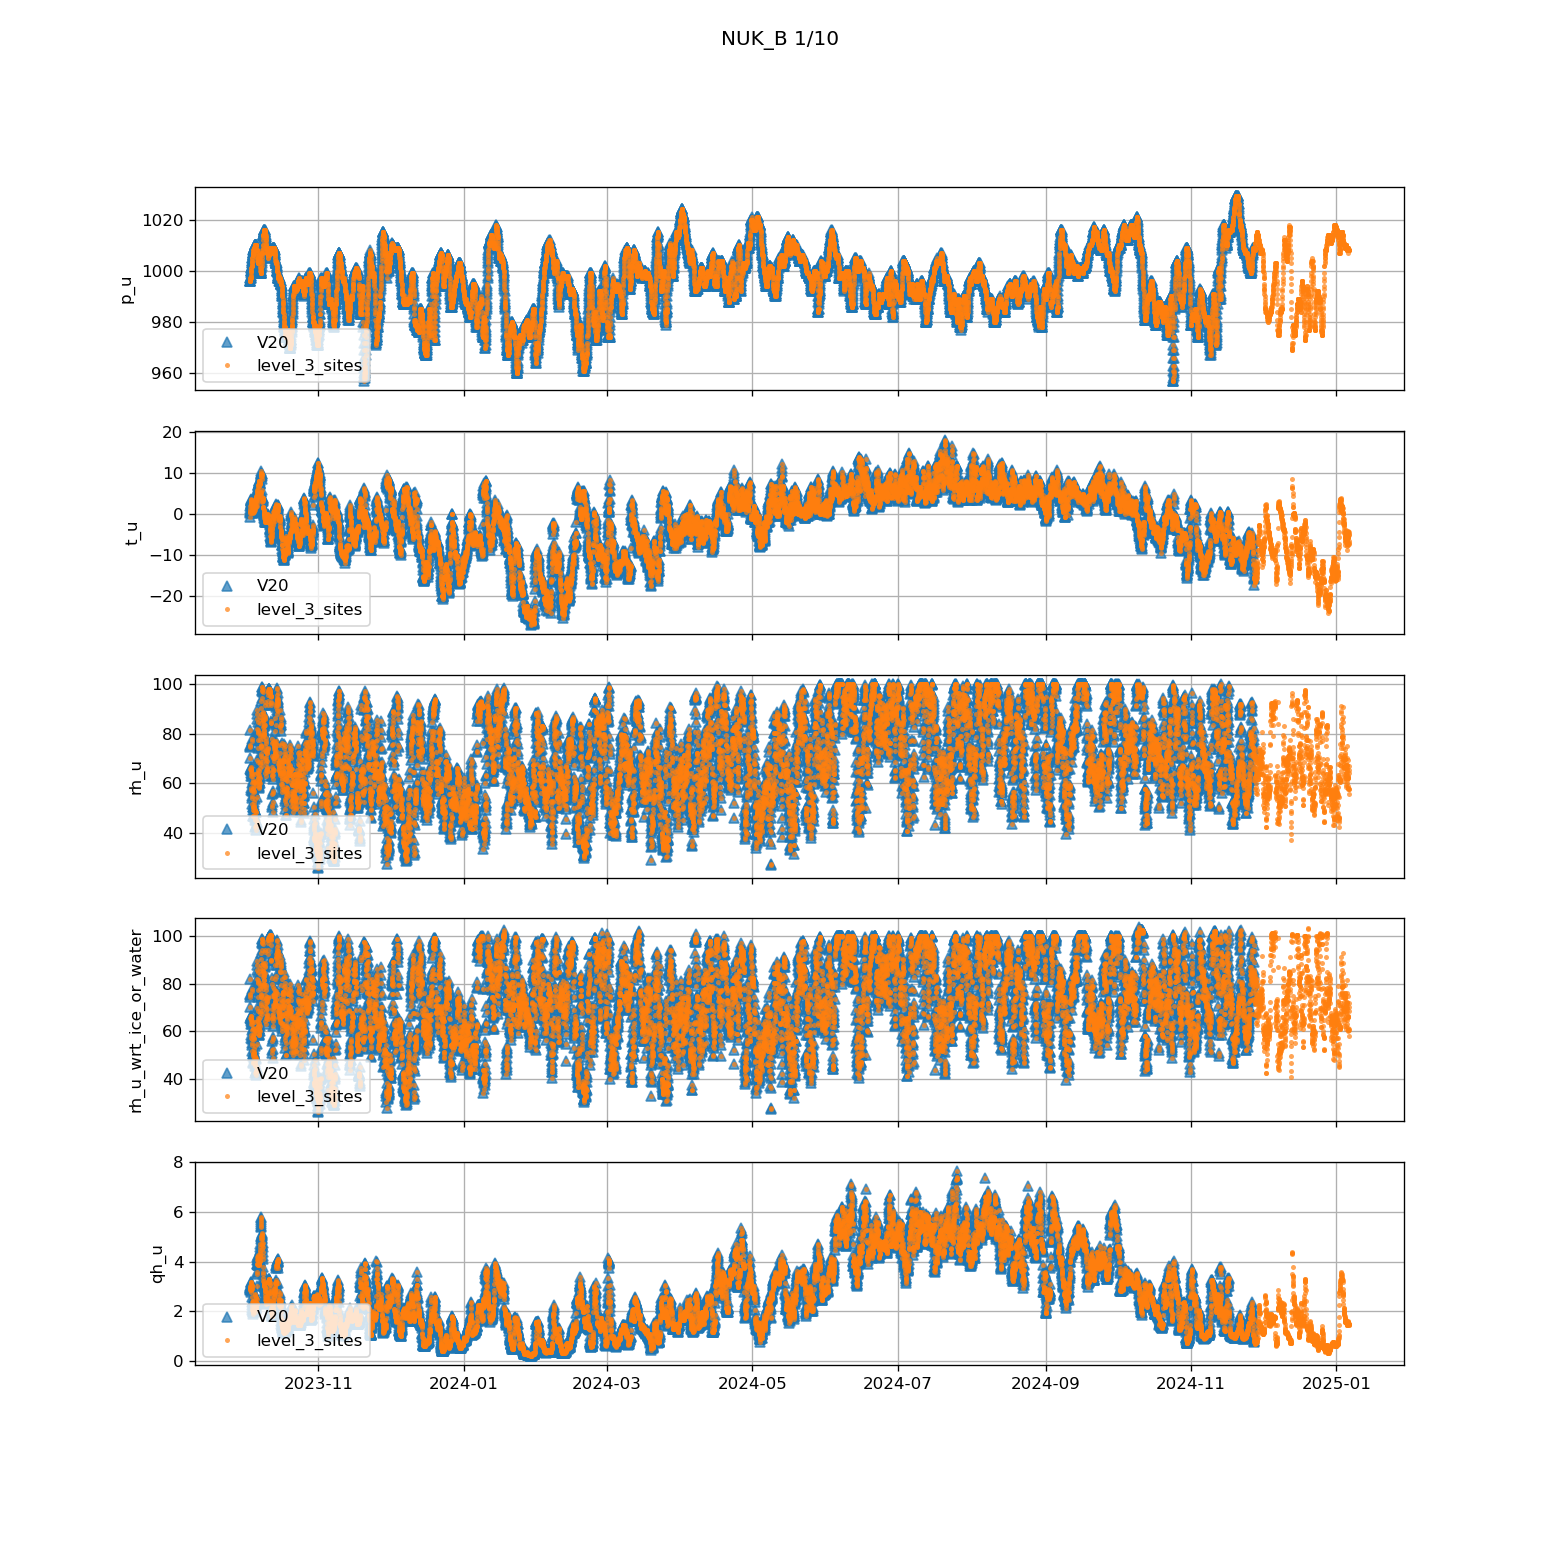 NUK_B 1/10
1020
1000
980
960
p_u
V20
level_3_sites
20
10
0
−10
−20
t_u
V20
level_3_sites
100
80
60
40
rh_u
V20
level_3_sites
100
80
60
40
rh_u_wrt_ice_or_water
V20
level_3_sites
8
6
4
2
0
qh_u
V20
level_3_sites
2023-11 2024-01 2024-03 2024-05 2024-07 2024-09 2024-11 2025-01